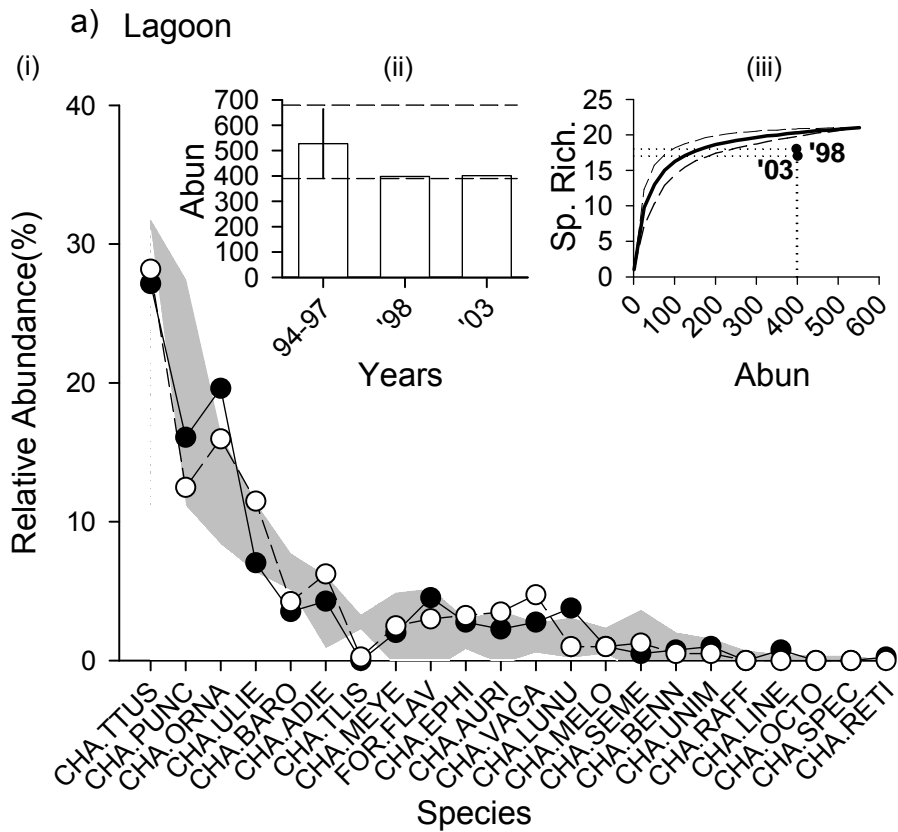 a) Lagoon
(i)
(ii)
(iii)
40
30
20
10
0
Relative Abundance(%)
700
600
500
400
300
200
100
0
Abun
94-97
'98
'03
Years
25
20
15
10
5
0
Sp. Rich.
'98
'03
0
100
200
300
400
500
600
Abun
CHA.TTUS
CHA.PUNC
CHA.ORNA
CHA.ULIE
CHA.BARO
CHA.ADIE
CHA.TLIS
CHA.MEYE
FOR.FLAV
CHA.EPHI
CHA.AURI
CHA.VAGA
CHA.LUNU
CHA.MELO
CHA.SEME
CHA.BENN
CHA.UNIM
CHA.RAFF
CHA.LINE
CHA.OCTO
CHA.SPEC
CHA.RETI
Species